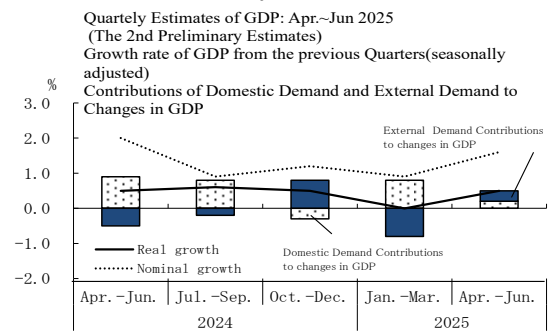 Quartely Estimates of GDP: Apr.~Jun 2025
(The 2nd Preliminary Estimates)
Growth rate of GDP from the previous Quarters(seasonally
adjusted)
Contributions of Domestic Demand and External Demand to
Changes in GDP
%
3.0
2.0
1.0
0.0
-1.0
-2.0
External Demand Contributions
to changes in GDP
Domestic Demand Contributions
to changes in GDP
Real growth
Nominal growth
Apr.-Jun. Jul.-Sep. Oct.-Dec. Jan.-Mar. Apr.-Jun.
2024 2025